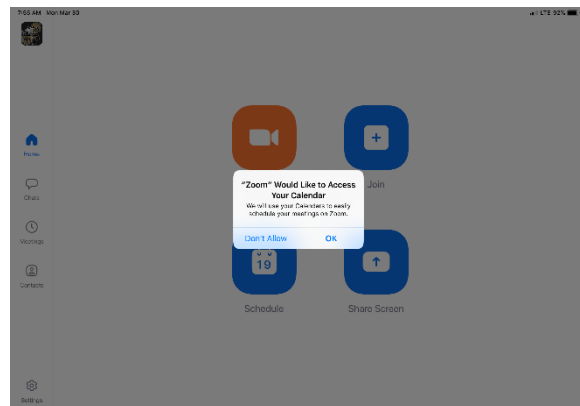 7:55 AM Mon Mar 30
LTE 92%
Home
Join
"Zoom" Would Like to Access
Your Calendar
We will use your Calendars to easily
schedule your meetings on Zoom.
Don't Allow
OK
Chats
Meetings
19
Contacts
Schedule
Share Screen
Settings